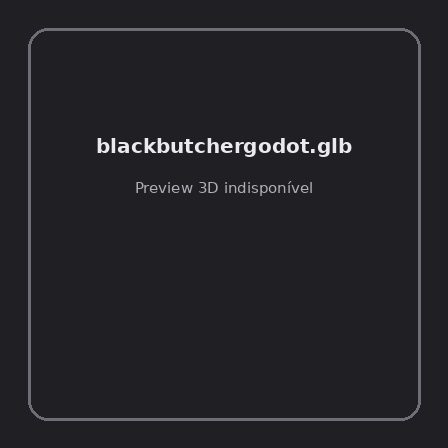 blackbutchergodot.glb
Preview 3D indisponível